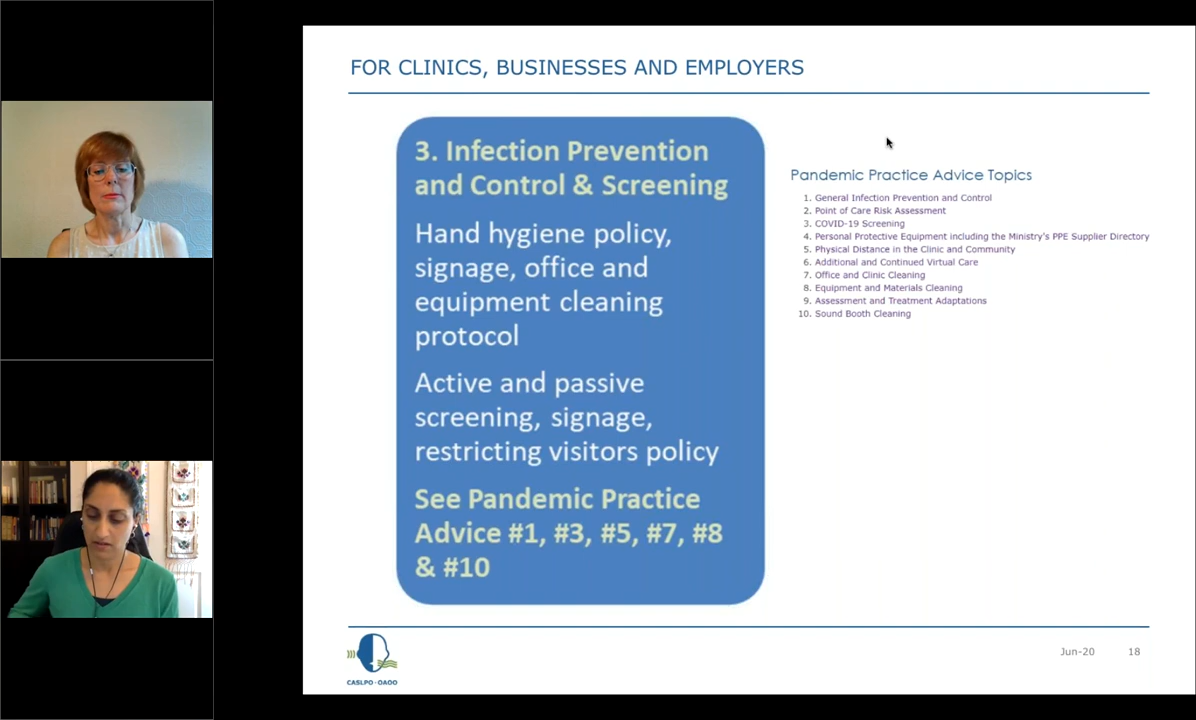 FOR CLINICS, BUSINESSES AND EMPLOYERS
3. Infection Prevention
and Control & Screening
Hand hygiene policy,
signage, office and
equipment cleaning
protocol
Active and passive
screening, signage,
restricting visitors policy
See Pandemic Practice
Advice #1, #3, #5, #7, #8
& #10
Pandemic Practice Advice Topics
1. General Infection Prevention and Control
2. Point of Care Risk Assessment
3. COVID-19 Screening
4. Personal Protective Equipment including the Ministry's PPE Supplier Directory
5. Physical Distance in the Clinic and Community
6. Additional and Continued Virtual Care
7. Office and Clinic Cleaning
8. Equipment and Materials Cleaning
9. Assessment and Treatment Adaptations
10. Sound Booth Cleaning
CASLPO·OAOO
Jun-20 18